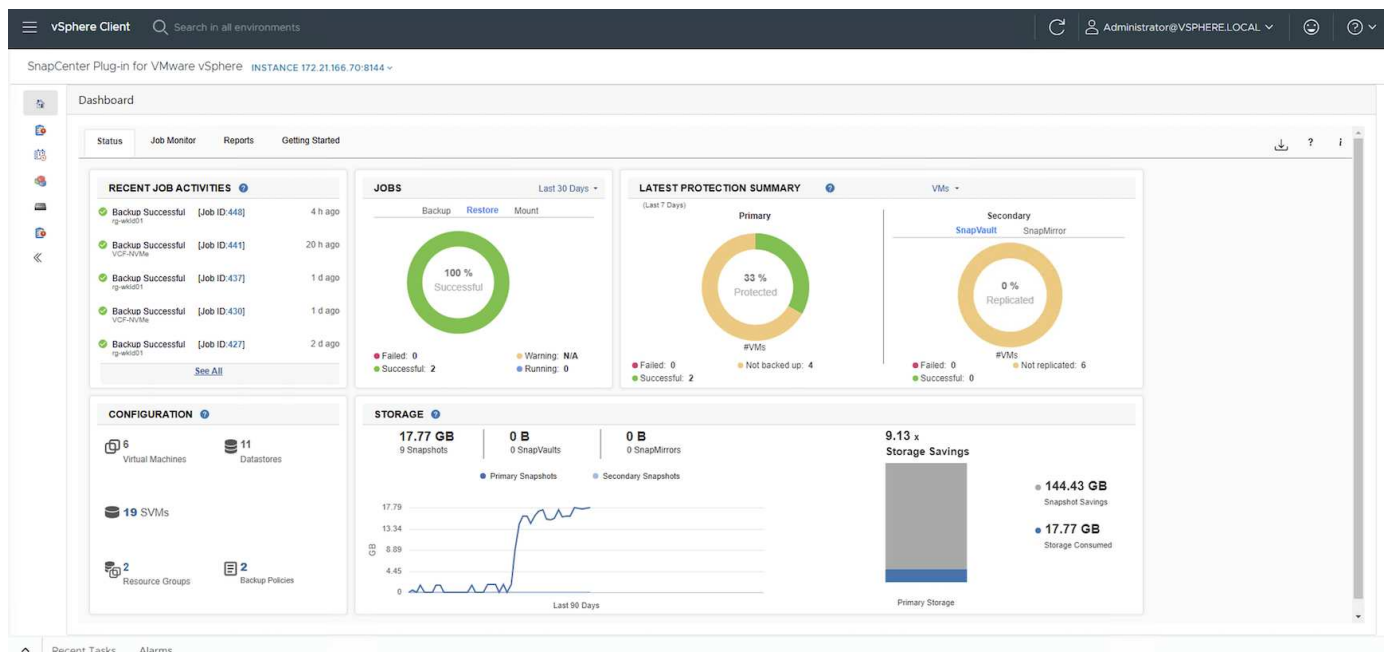 vSphere Client Search in all environments Administrator@VSPHERE.LOCAL
SnapCenter Plug-in for VMware vSphere INSTANCE 172.21.166.70:8144
Dashboard
Status Job Monitor Reports Getting Started ? i
RECENT JOB ACTIVITIES ?
Backup Successful [Job ID:448] 4 h ago
rg-wkld01
Backup Successful [Job ID:441] 20 h ago
VCF-NVMe
Backup Successful [Job ID:437] 1 d ago
rg-wkld01
Backup Successful [Job ID:430] 1 d ago
VCF-NVMe
Backup Successful [Job ID:427] 2 d ago
rg-wkld01
See All
JOBS Last 30 Days
Backup Restore Mount
100 %
Successful
Failed: 0 Warning: N/A
Successful: 2 Running: 0
LATEST PROTECTION SUMMARY ? VMs
(Last 7 Days)
Primary
33 %
Protected
#VMs
Failed: 0 Not backed up: 4
Successful: 2
Secondary
SnapVault SnapMirror
0 %
Replicated
#VMs
Failed: 0 Not replicated: 6
Successful: 0
CONFIGURATION ?
6 11
Virtual Machines Datastores
19 SVMs
2 2
Resource Groups Backup Policies
STORAGE ?
17.77 GB 0 B 0 B
9 Snapshots 0 SnapVaults 0 SnapMirrors
Primary Snapshots Secondary Snapshots
17.79
13.34
8.89
4.45
0
GB
Last 90 Days
9.13 x
Storage Savings
144.43 GB
Snapshot Savings
17.77 GB
Storage Consumed
Primary Storage
Recent Tasks Alarms